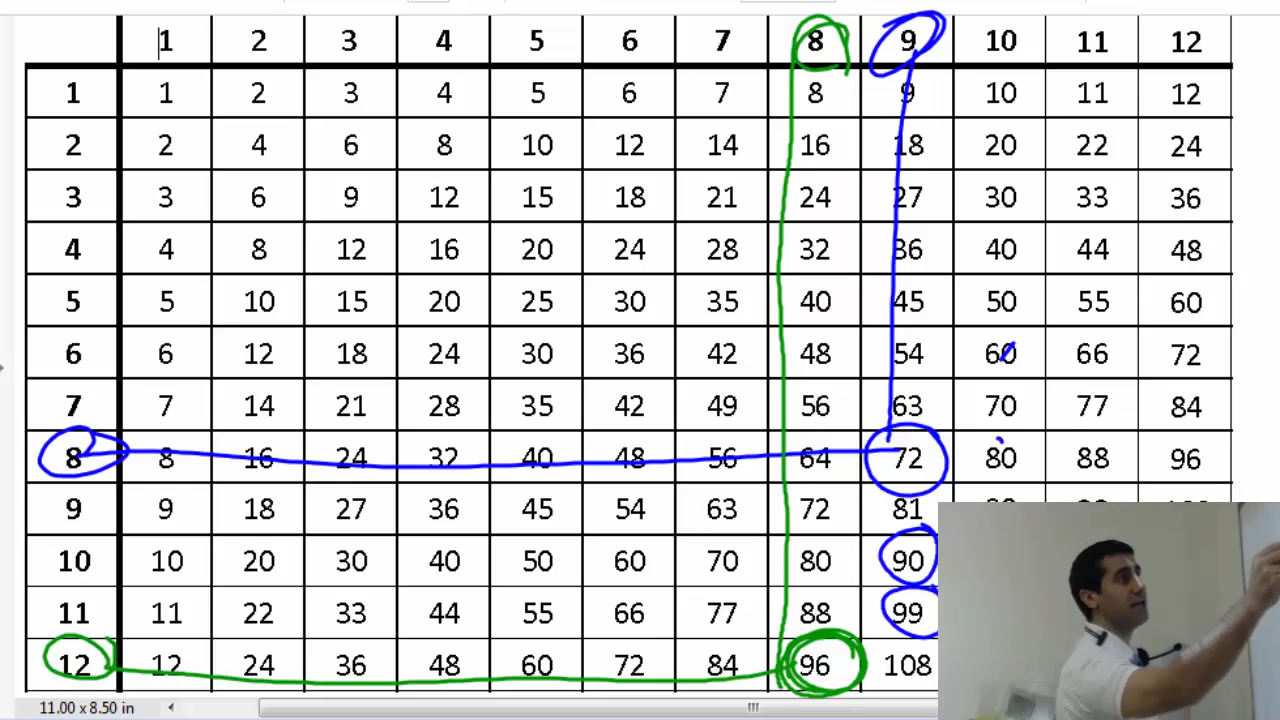 1 2 3 4 5 6 7 8 9 10 11 12
1 1 2 3 4 5 6 7 8 9 10 11 12
2 2 4 6 8 10 12 14 16 18 20 22 24
3 3 6 9 12 15 18 21 24 27 30 33 36
4 4 8 12 16 20 24 28 32 36 40 44 48
5 5 10 15 20 25 30 35 40 45 50 55 60
6 6 12 18 24 30 36 42 48 54 60 66 72
7 7 14 21 28 35 42 49 56 63 70 77 84
8 8 16 24 32 40 48 56 64 72 80 88 96
9 9 18 27 36 45 54 63 72 81
10 10 20 30 40 50 60 70 80 90
11 11 22 33 44 55 66 77 88 99
12 12 24 36 48 60 72 84 96 108
11.00 x 8.50 in